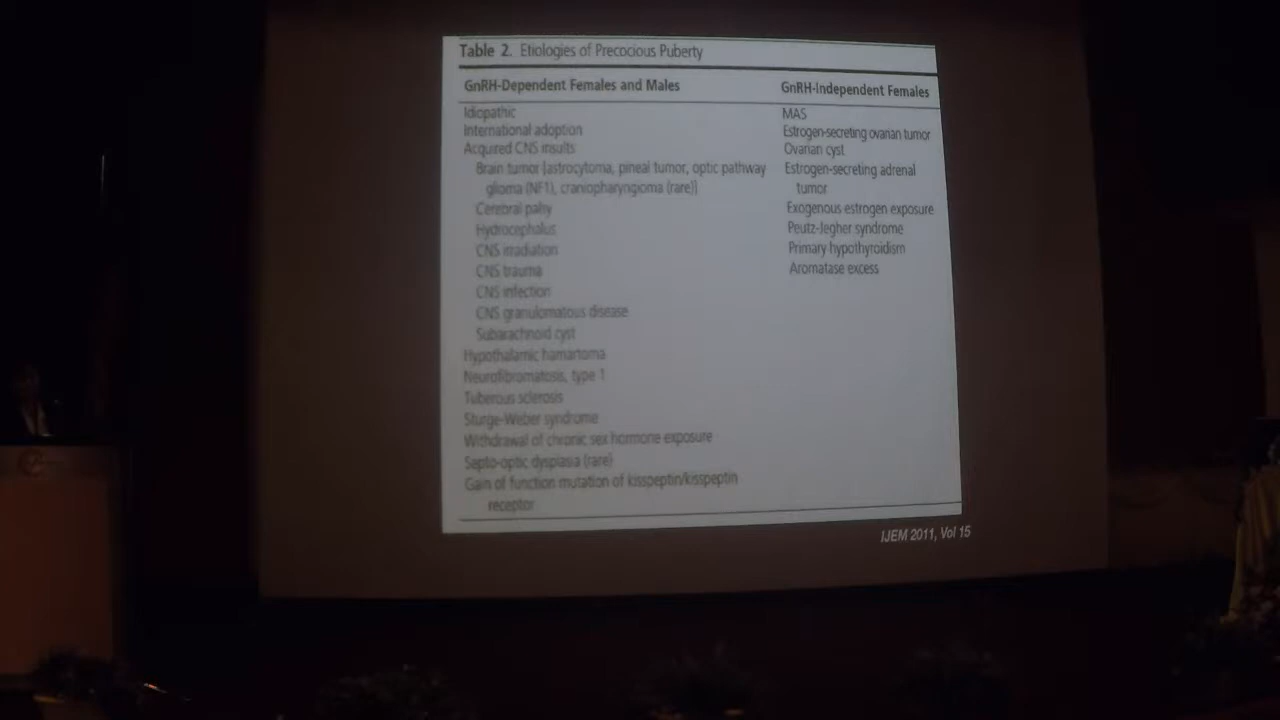 Table 2. Etiologies of Precocious Puberty
GnRH-Dependent Females and Males
Idiopathic
International adoption
Acquired CNS insults
Brain tumor [astrocytoma, pineal tumor, optic pathway
glioma (NF1), craniopharyngioma (rare)]
Cerebral palsy
Hydrocephalus
CNS irradiation
CNS trauma
CNS infection
CNS granulomatous disease
Subarachnoid cyst
Hypothalamic hamartoma
Neurofibromatosis, type 1
Tuberous sclerosis
Sturge-Weber syndrome
Withdrawal of chronic sex hormone exposure
Septo-optic dysplasia (rare)
Gain of function mutation of kisspeptin/kisspeptin
receptor
GnRH-Independent Females
MAS
Estrogen-secreting ovarian tumor
Ovarian cyst
Estrogen-secreting adrenal
tumor
Exogenous estrogen exposure
Peutz-Jegher syndrome
Primary hypothyroidism
Aromatase excess
IJEM 2011, Vol 15